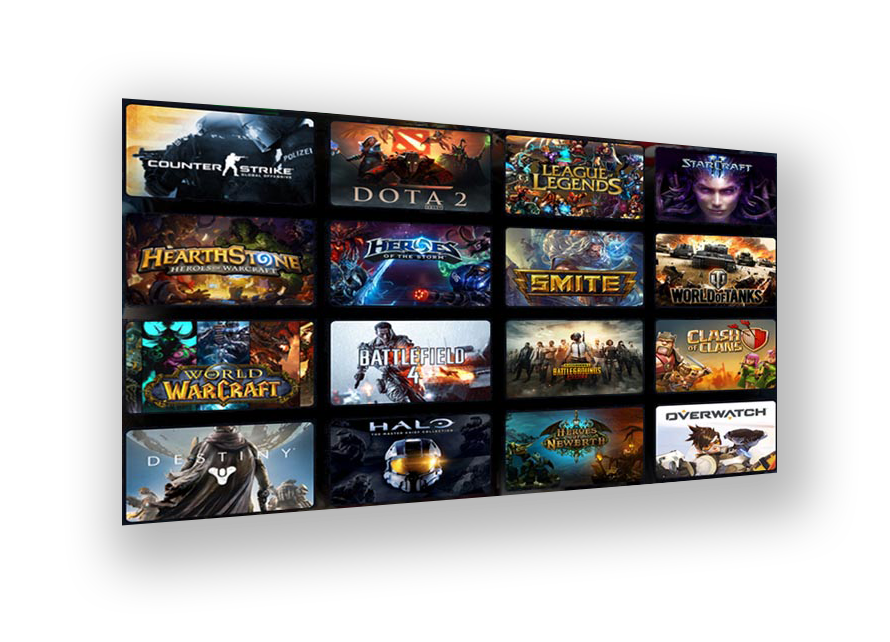 COUNTER STRIKE
GLOBAL OFFENSIVE
POLIZEI
DOTA 2
LEAGUE
OF
LEGENDS
STARCRAFT
HEARTHSTONE
HEROES OF WARCRAFT
HEROES
OF THE STORM
SMITE
WORLD OF TANKS
WORLD
OF
WARCRAFT
BATTLEFIELD
4
BATTLEGROUNDS
CLASH
OF CLANS
DESTINY
HALO
THE MASTER CHIEF COLLECTION
HEROES
OF
NEWERTH
OVERWATCH